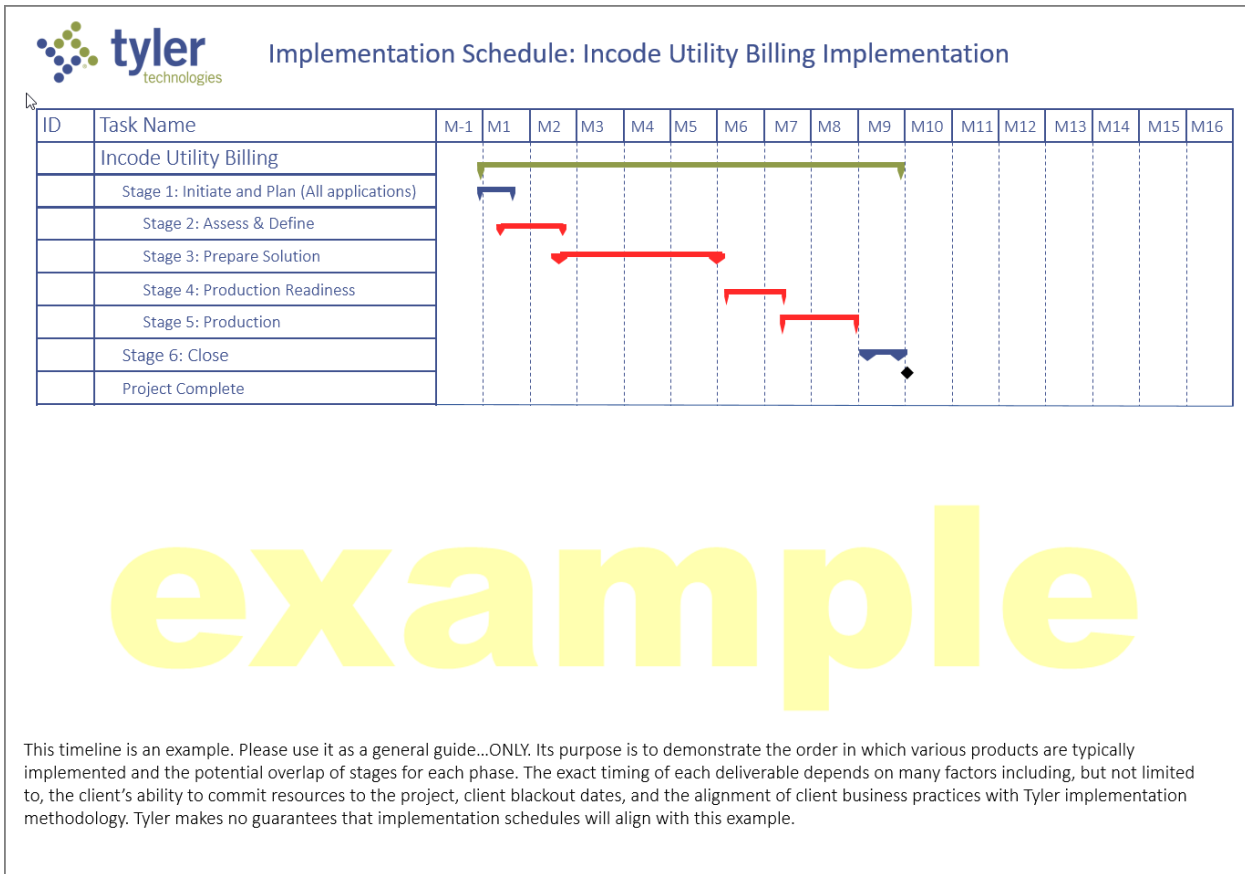 tyler
technologies
Implementation Schedule: Incode Utility Billing Implementation
ID Task Name M-1 M1 M2 M3 M4 M5 M6 M7 M8 M9 M10 M11 M12 M13 M14 M15 M16
Incode Utility Billing
Stage 1: Initiate and Plan (All applications)
Stage 2: Assess & Define
Stage 3: Prepare Solution
Stage 4: Production Readiness
Stage 5: Production
Stage 6: Close
Project Complete
example
This timeline is an example. Please use it as a general guide...ONLY. Its purpose is to demonstrate the order in which various products are typically
implemented and the potential overlap of stages for each phase. The exact timing of each deliverable depends on many factors including, but not limited
to, the client’s ability to commit resources to the project, client blackout dates, and the alignment of client business practices with Tyler implementation
methodology. Tyler makes no guarantees that implementation schedules will align with this example.